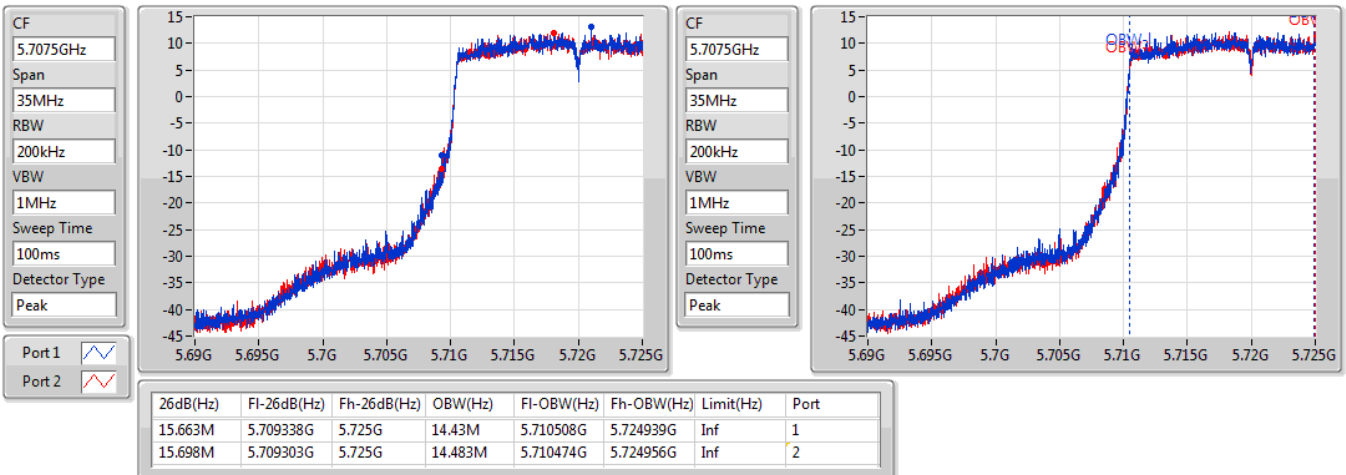 CF
5.7075GHz
Span
35MHz
RBW
200kHz
VBW
1MHz
Sweep Time
100ms
Detector Type
Peak
Port 1
Port 2
15
10
5
0
-5
-10
-15
-20
-25
-30
-35
-40
-45
5.69G 5.695G 5.7G 5.705G 5.71G 5.715G 5.72G 5.725G
CF
5.7075GHz
Span
35MHz
RBW
200kHz
VBW
1MHz
Sweep Time
100ms
Detector Type
Peak
15
10
5
0
-5
-10
-15
-20
-25
-30
-35
-40
-45
5.69G 5.695G 5.7G 5.705G 5.71G 5.715G 5.72G 5.725G
26dB(Hz) Fl-26dB(Hz) Fh-26dB(Hz) OBW(Hz) Fl-OBW(Hz) Fh-OBW(Hz) Limit(Hz) Port
15.663M 5.709338G 5.725G 14.43M 5.710508G 5.724939G Inf 1
15.698M 5.709303G 5.725G 14.483M 5.710474G 5.724956G Inf 2